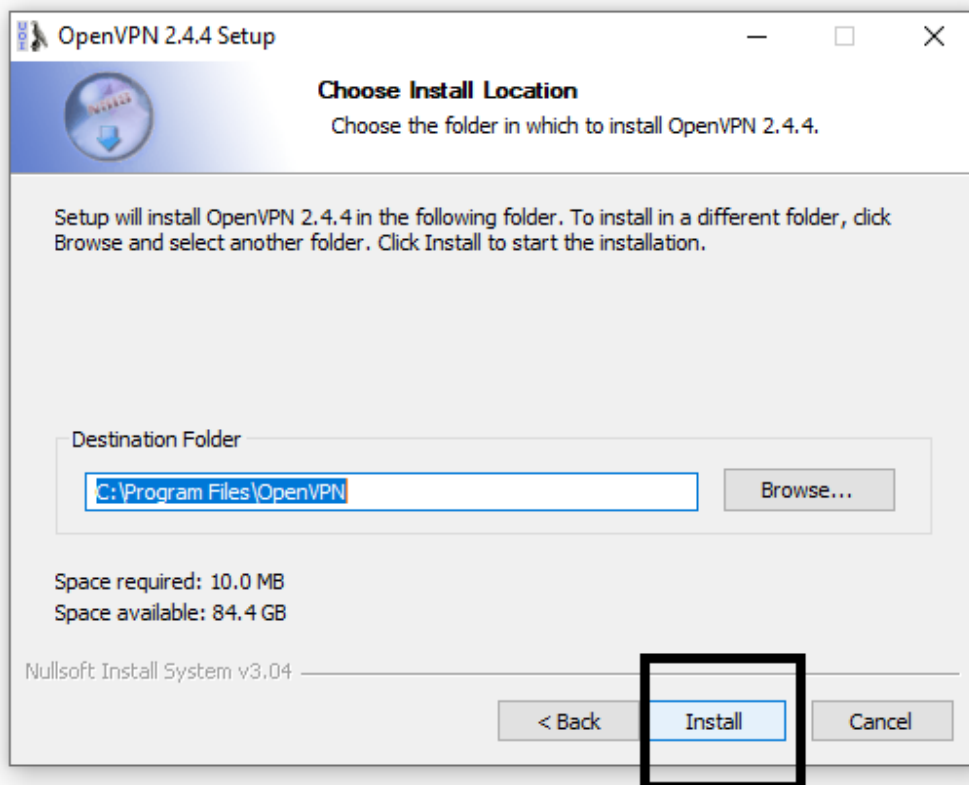 OpenVPN 2.4.4 Setup
Choose Install Location
Choose the folder in which to install OpenVPN 2.4.4.
Setup will install OpenVPN 2.4.4 in the following folder. To install in a different folder, click
Browse and select another folder. Click Install to start the installation.
Destination Folder
C:\Program Files\OpenVPN
Browse...
Space required: 10.0 MB
Space available: 84.4 GB
Nullsoft Install System v3.04
< Back
Install
Cancel